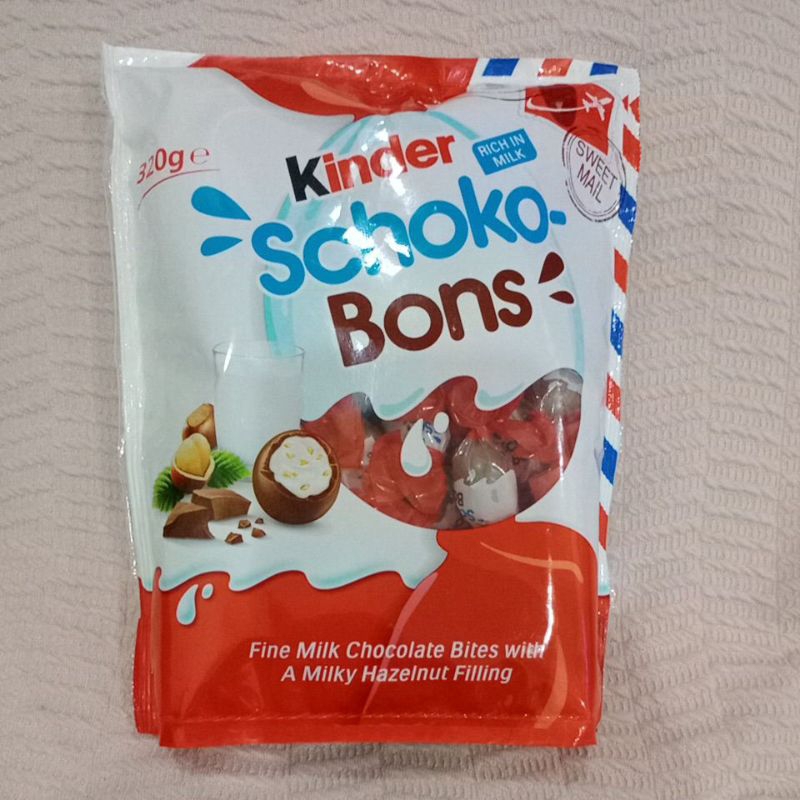 320g e
Kinder
RICH IN
MILK
SWEET
MAIL
Schoko-
Bons
Fine Milk Chocolate Bites with
A Milky Hazelnut Filling